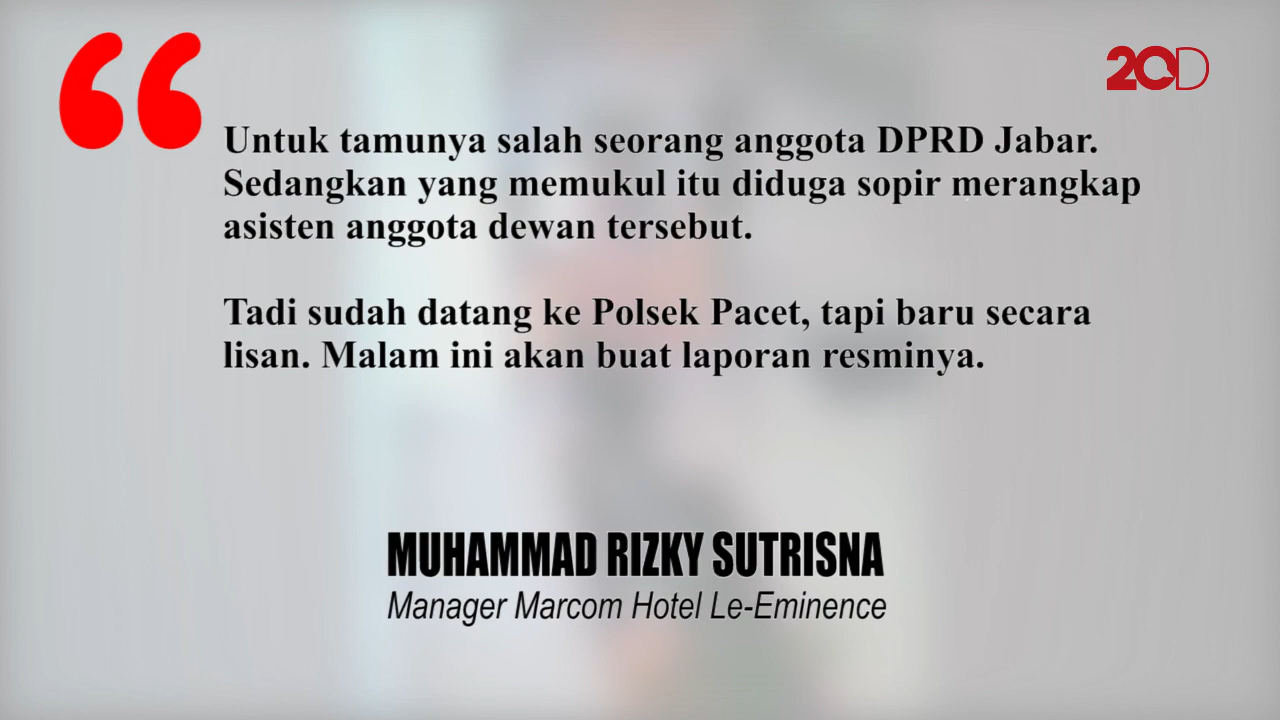 20D
Untuk tamunya salah seorang anggota DPRD Jabar.
Sedangkan yang memukul itu diduga sopir merangkap
asisten anggota dewan tersebut.
Tadi sudah datang ke Polsek Pacet, tapi baru secara
lisan. Malam ini akan buat laporan resminya.
MUHAMMAD RIZKY SUTRISNA
Manager Marcom Hotel Le-Eminence